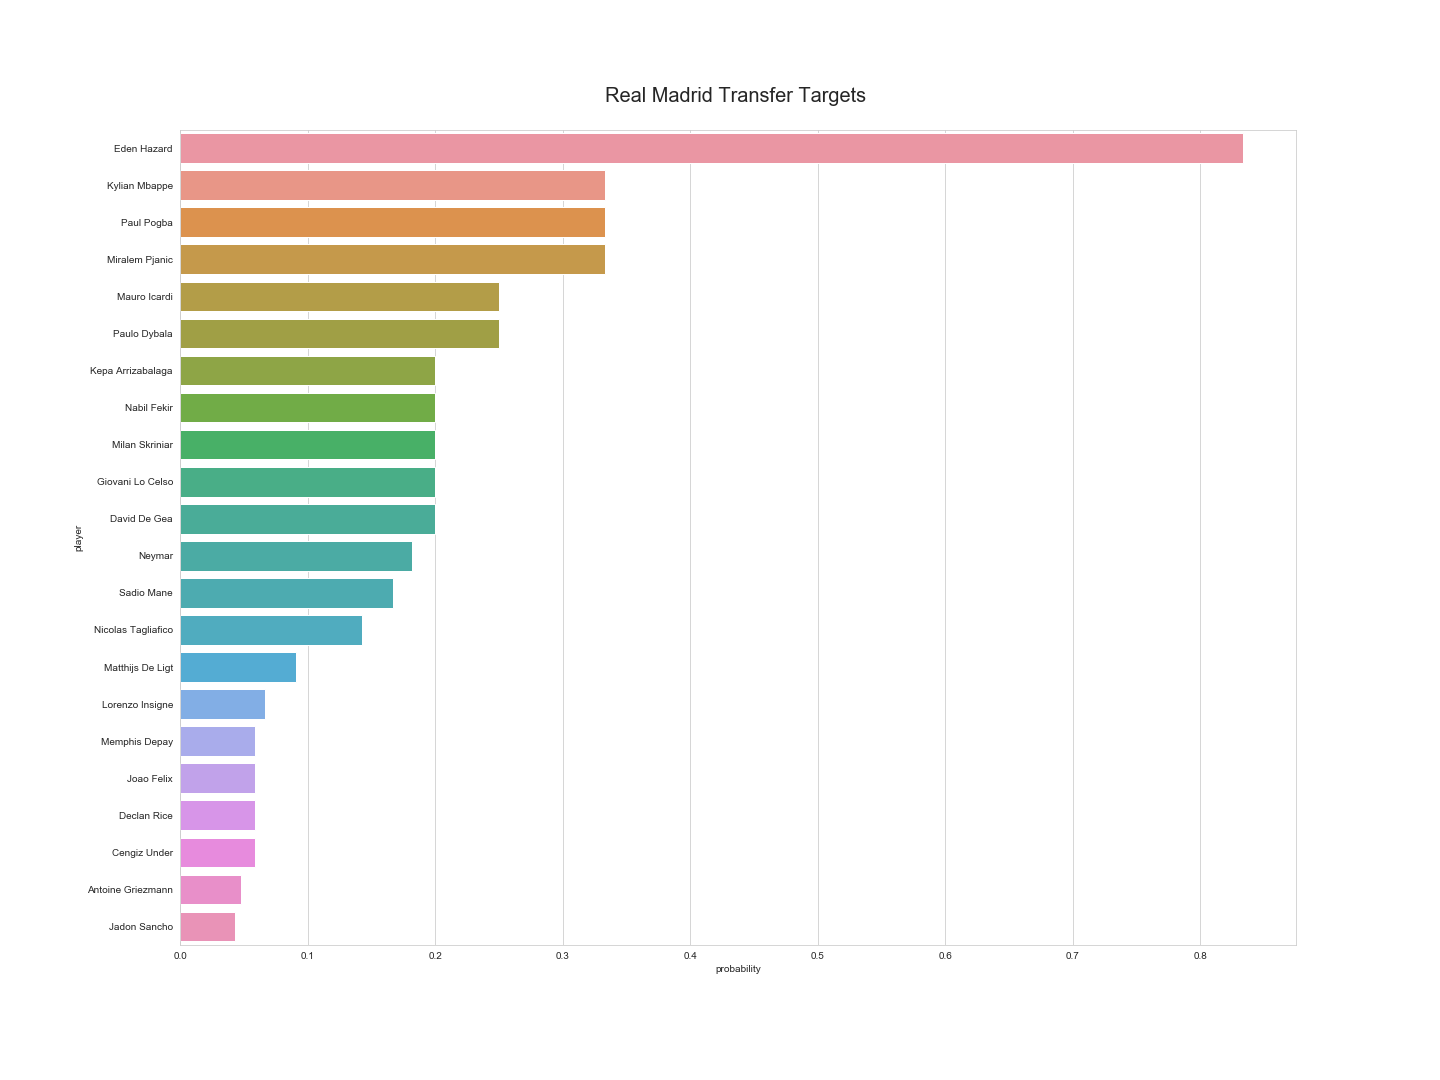 Real Madrid Transfer Targets
Eden Hazard
Kylian Mbappe
Paul Pogba
Miralem Pjanic
Mauro Icardi
Paulo Dybala
Kepa Arrizabalaga
Nabil Fekir
Milan Skriniar
Giovani Lo Celso
David De Gea
Neymar
Sadio Mane
Nicolas Tagliafico
Matthijs De Ligt
Lorenzo Insigne
Memphis Depay
Joao Felix
Declan Rice
Cengiz Under
Antoine Griezmann
Jadon Sancho
player
0.0 0.1 0.2 0.3 0.4 0.5 0.6 0.7 0.8
probability